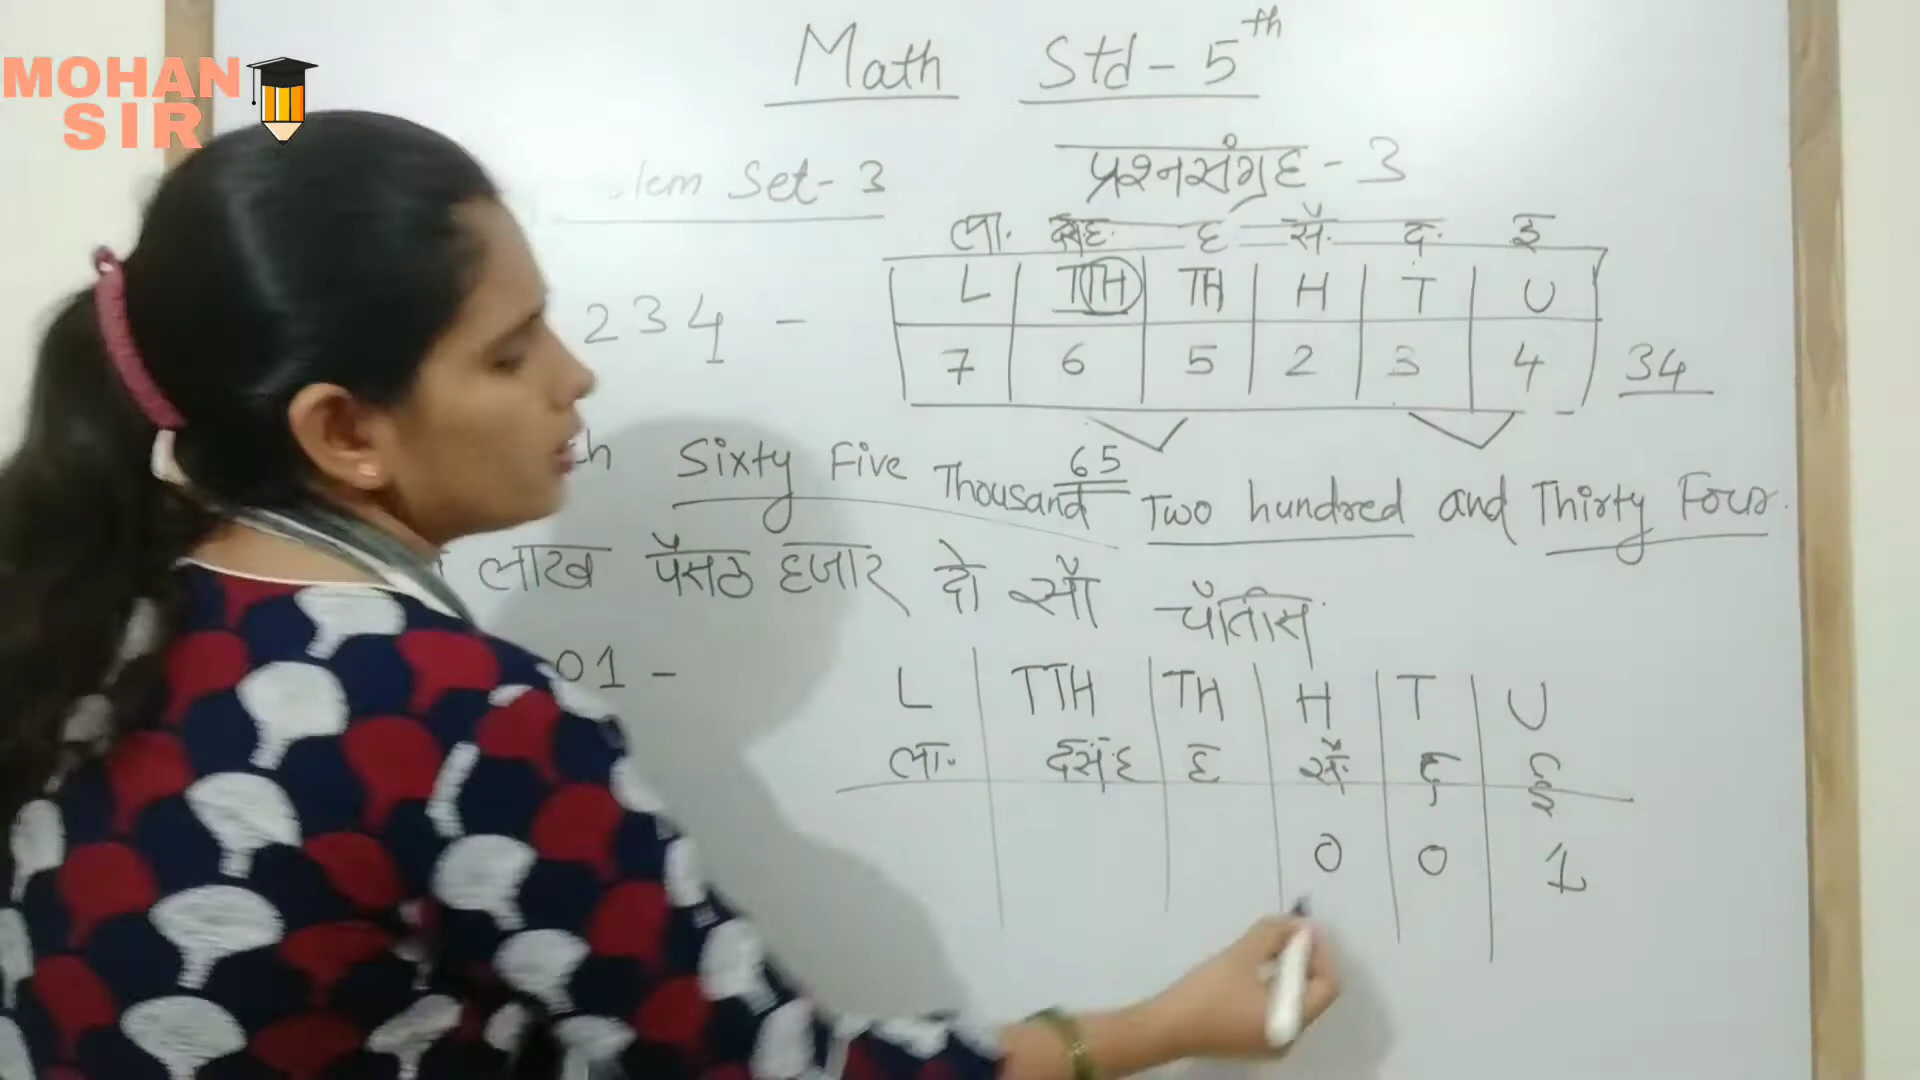 MOHAN
SIR
Math Std - 5th
Set - 3 प्रश्नसंग्रह - 3
ला. दसह. ह सौ. द. इ
L TTH TH H T U
234 - 7 6 5 2 3 4 34
65
Sixty Five Thousand Two hundred and Thirty Four.
लाख पैसठ हजार दो सौ चौंतीस
01 - L TTH TH H T U
ला. दसंह ह सौ. द इ
0 0 1